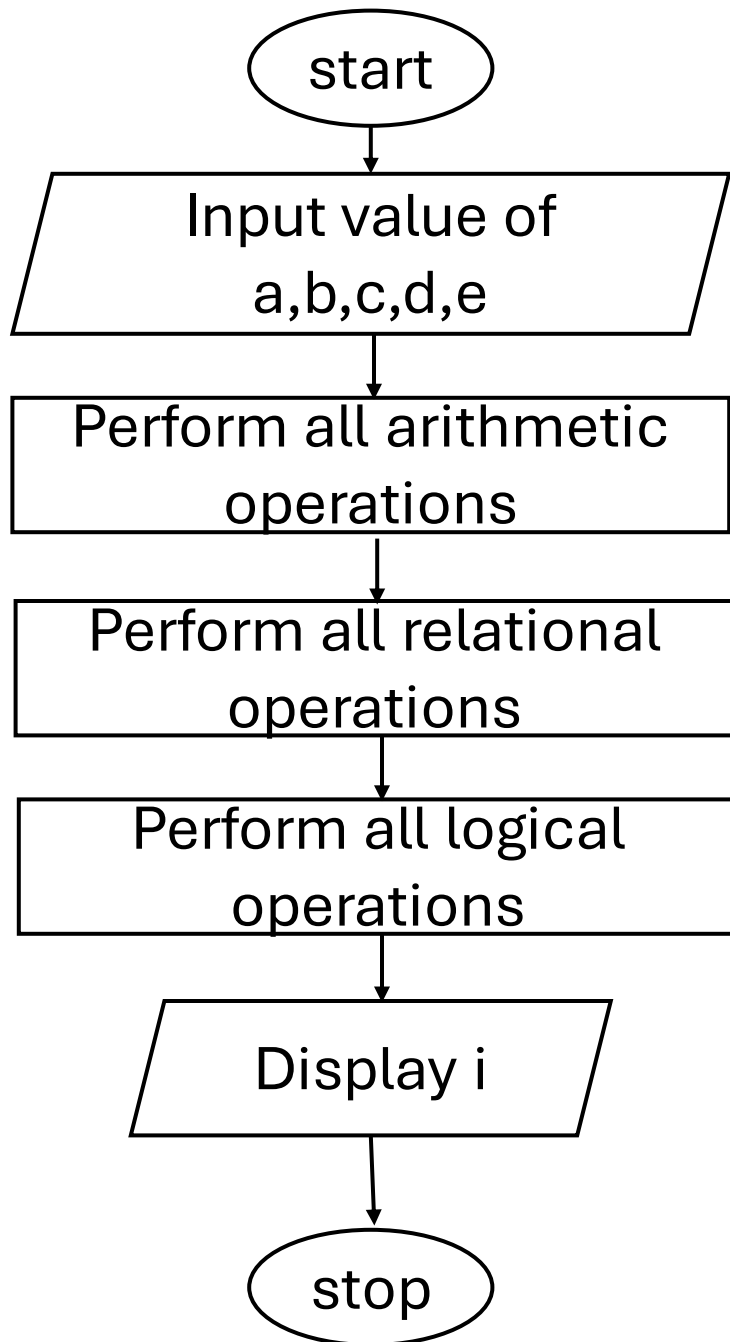 start
Input value of
a,b,c,d,e
Perform all arithmetic
operations
Perform all relational
operations
Perform all logical
operations
Display i
stop